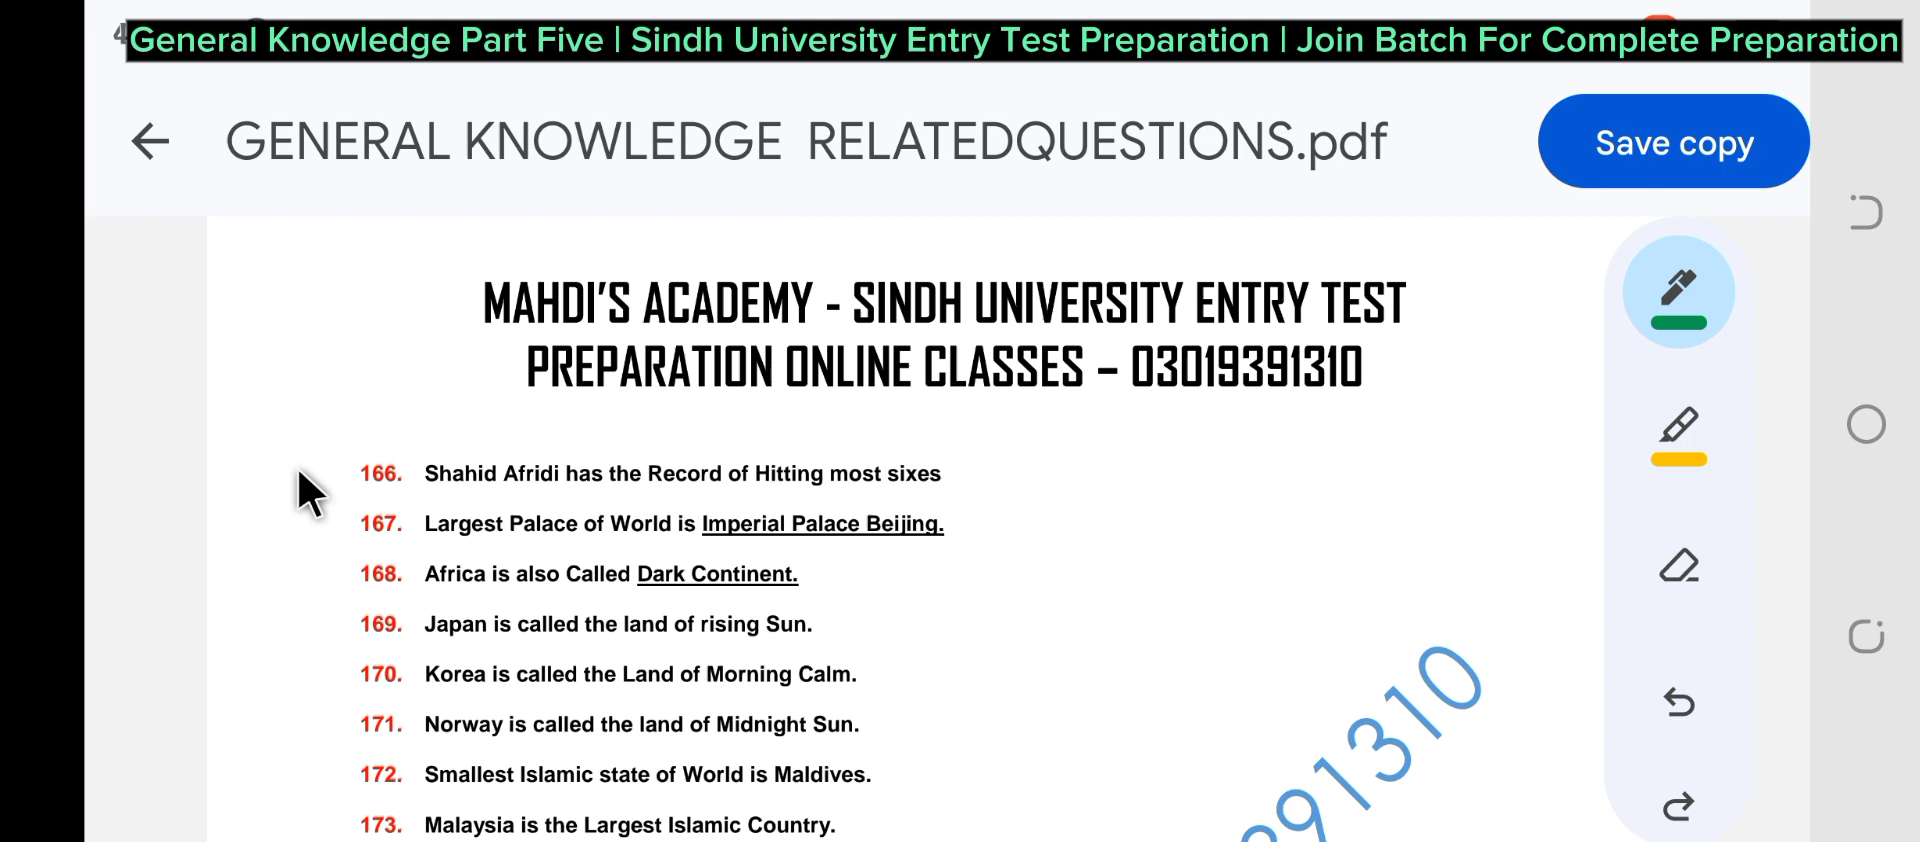 General Knowledge Part Five | Sindh University Entry Test Preparation | Join Batch For Complete Preparation
GENERAL KNOWLEDGE RELATEDQUESTIONS.pdf
Save copy
MAHDI'S ACADEMY - SINDH UNIVERSITY ENTRY TEST
PREPARATION ONLINE CLASSES – 03019391310
166. Shahid Afridi has the Record of Hitting most sixes
167. Largest Palace of World is Imperial Palace Beijing.
168. Africa is also Called Dark Continent.
169. Japan is called the land of rising Sun.
170. Korea is called the Land of Morning Calm.
171. Norway is called the land of Midnight Sun.
172. Smallest Islamic state of World is Maldives.
173. Malaysia is the Largest Islamic Country.
91310